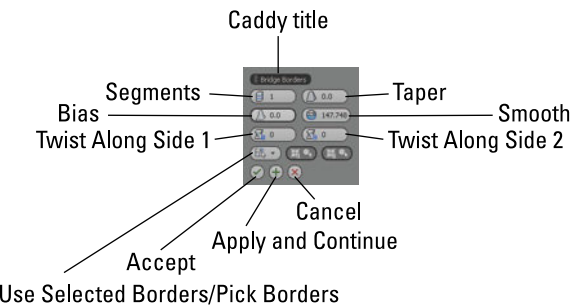 Caddy title
Bridge Borders
Segments
1
0.0
Taper
Bias
0.0
147.748
Smooth
Twist Along Side 1
0
0
Twist Along Side 2
Cancel
Apply and Continue
Accept
Use Selected Borders/Pick Borders